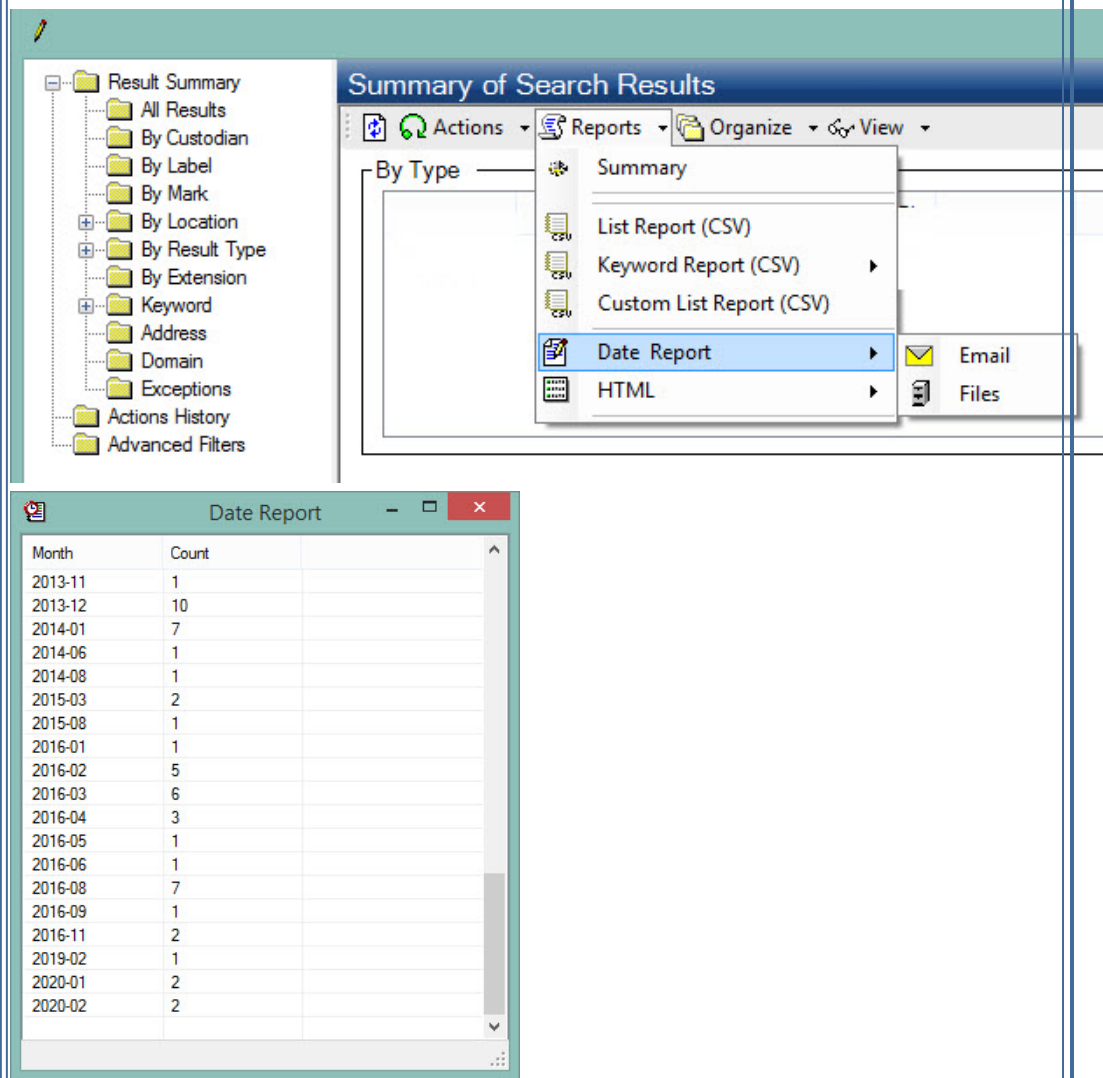 Result Summary
All Results
By Custodian
By Label
By Mark
By Location
By Result Type
By Extension
Keyword
Address
Domain
Exceptions
Actions History
Advanced Filters
Summary of Search Results
Actions Reports Organize View
By Type
Summary
List Report (CSV)
Keyword Report (CSV)
Custom List Report (CSV)
Date Report
HTML
Email
Files
Date Report
Month Count
2013-11 1
2013-12 10
2014-01 7
2014-06 1
2014-08 1
2015-03 2
2015-08 1
2016-01 1
2016-02 5
2016-03 6
2016-04 3
2016-05 1
2016-06 1
2016-08 7
2016-09 1
2016-11 2
2019-02 1
2020-01 2
2020-02 2